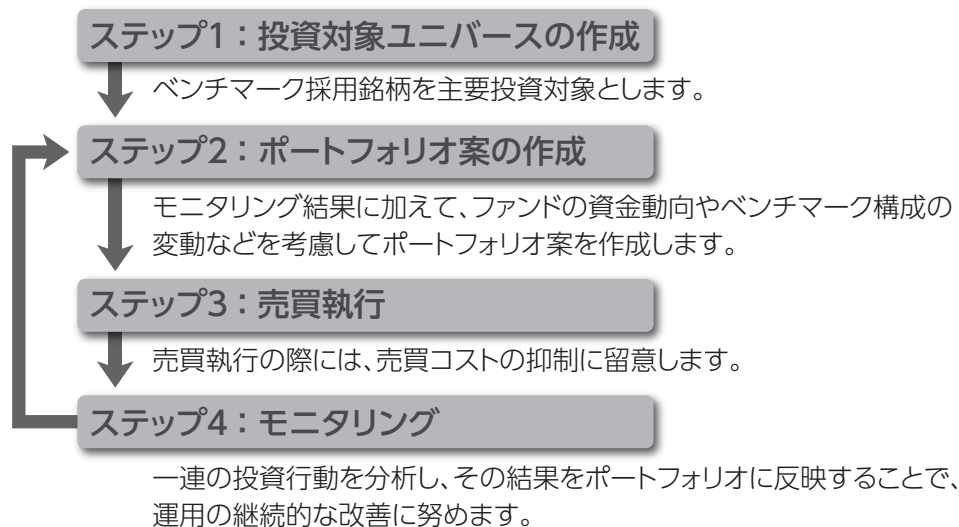 ステップ1：投資対象ユニバースの作成
ベンチマーク採用銘柄を主要投資対象とします。
ステップ2：ポートフォリオ案の作成
モニタリング結果に加えて、ファンドの資金動向やベンチマーク構成の
変動などを考慮してポートフォリオ案を作成します。
ステップ3：売買執行
売買執行の際には、売買コストの抑制に留意します。
ステップ4：モニタリング
一連の投資行動を分析し、その結果をポートフォリオに反映することで、
運用の継続的な改善に努めます。